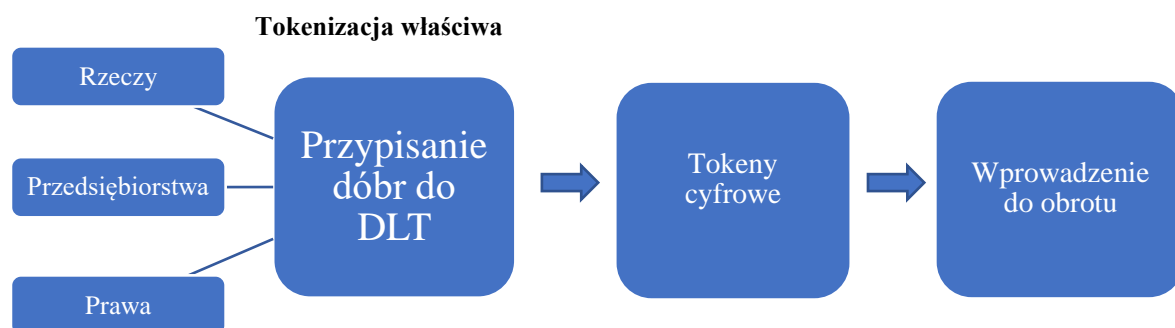 Tokenizacja właściwa
Rzeczy
Przedsiębiorstwa
Prawa
Przypisanie
dóbr do
DLT
Tokeny
cyfrowe
Wprowadzenie
do obrotu